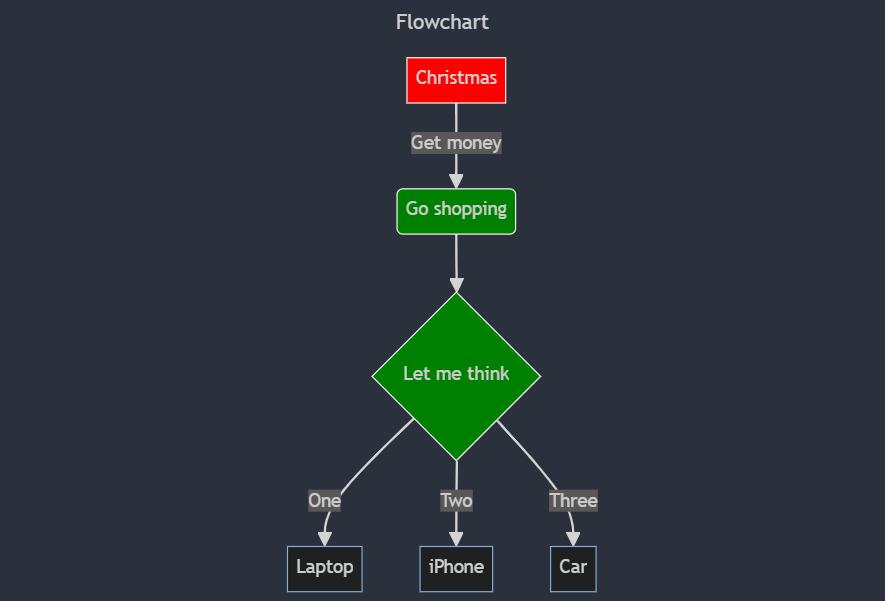 Flowchart
Christmas
Get money
Go shopping
Let me think
One
Two
Three
Laptop
iPhone
Car